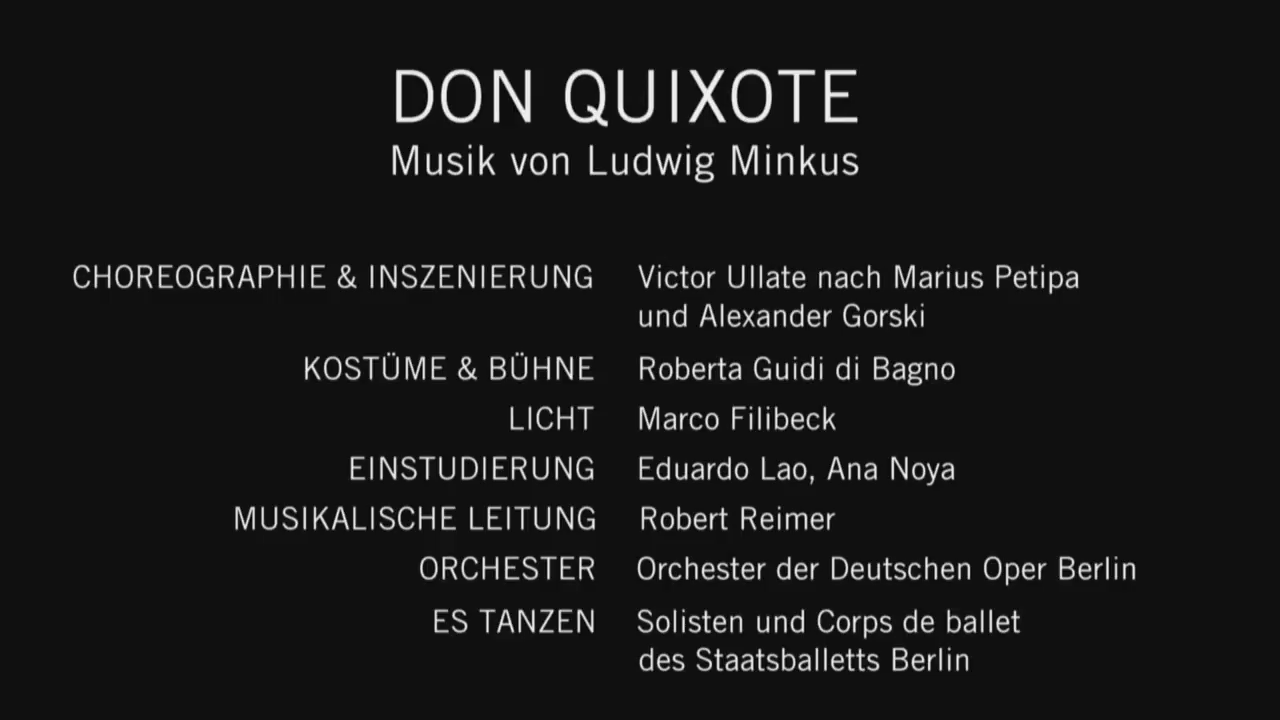 DON QUIXOTE
Musik von Ludwig Minkus
CHOREOGRAPHIE & INSZENIERUNG Victor Ullate nach Marius Petipa
und Alexander Gorski
KOSTÜME & BÜHNE Roberta Guidi di Bagno
LICHT Marco Filibeck
EINSTUDIERUNG Eduardo Lao, Ana Noya
MUSIKALISCHE LEITUNG Robert Reimer
ORCHESTER Orchester der Deutschen Oper Berlin
ES TANZEN Solisten und Corps de ballet
des Staatsballetts Berlin